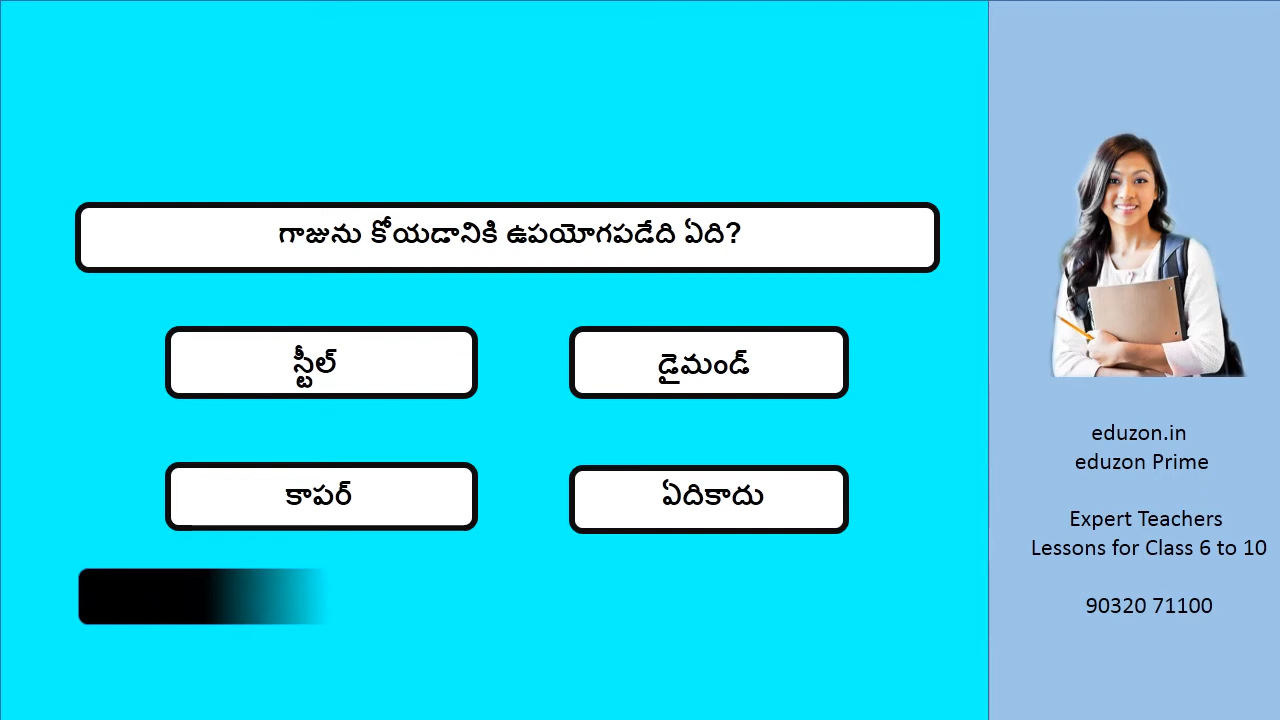 గాజును కోయడానికి ఉపయోగపడేది ఏది?
స్టీల్
డైమండ్
కాపర్
ఏదికాదు
eduzon.in
eduzon Prime
Expert Teachers
Lessons for Class 6 to 10
90320 71100